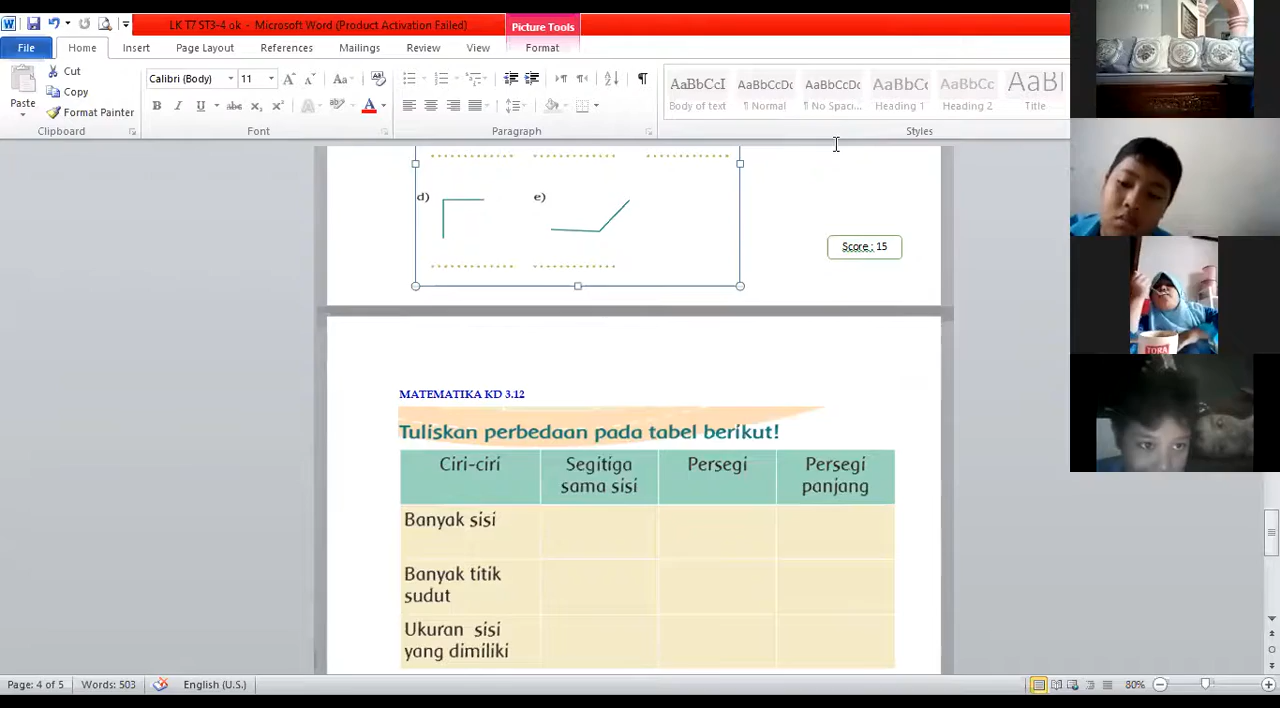 LK T7 ST3-4 ok - Microsoft Word (Product Activation Failed)
Picture Tools
File
Home
Insert
Page Layout
References
Mailings
Review
View
Format
Paste
Cut
Copy
Format Painter
Clipboard
Calibri (Body)
11
Font
Paragraph
AaBbCcI
Body of text
AaBbCcDc
¶ Normal
AaBbCcDc
¶ No Spaci...
AaBbCc
Heading 1
AaBbCc
Heading 2
AaBl
Title
Styles
d)
e)
Score : 15
MATEMATIKA KD 3.12
Tuliskan perbedaan pada tabel berikut!
Ciri-ciri
Segitiga
sama sisi
Persegi
Persegi
panjang
Banyak sisi
Banyak titik
sudut
Ukuran sisi
yang dimiliki
TORA
Page: 4 of 5
Words: 503
English (U.S.)
80%